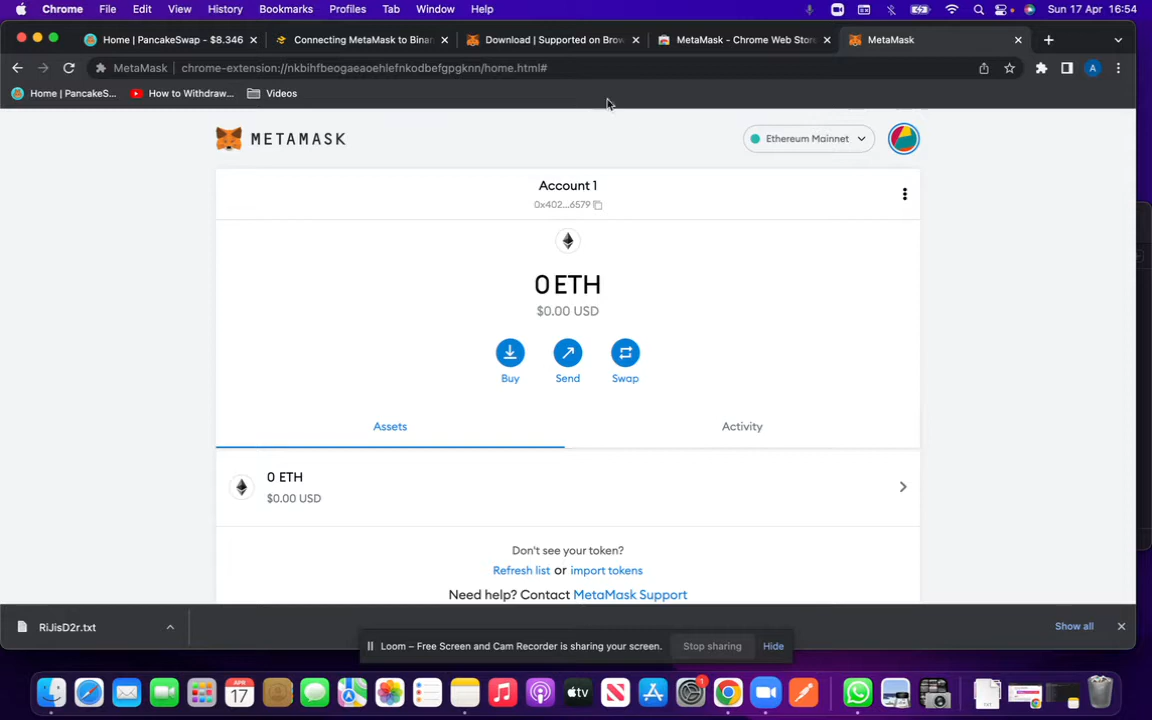 Chrome File Edit View History Bookmarks Profiles Tab Window Help Sun 17 Apr 16:54
Home | PancakeSwap - $8.346 Connecting MetaMask to Binan Download | Supported on Brow MetaMask - Chrome Web Stor MetaMask
MetaMask chrome-extension://nkbihfbeogaeaoehlefnkodbefgpgknn/home.html# A
Home | PancakeS... How to Withdraw... Videos
METAMASK Ethereum Mainnet
Account 1
0x402...6579
0 ETH
$0.00 USD
Buy Send Swap
Assets Activity
0 ETH
$0.00 USD
Don't see your token?
Refresh list or import tokens
Need help? Contact MetaMask Support
RiJisD2r.txt Show all
Loom – Free Screen and Cam Recorder is sharing your screen. Stop sharing Hide
APR
17
tv
1